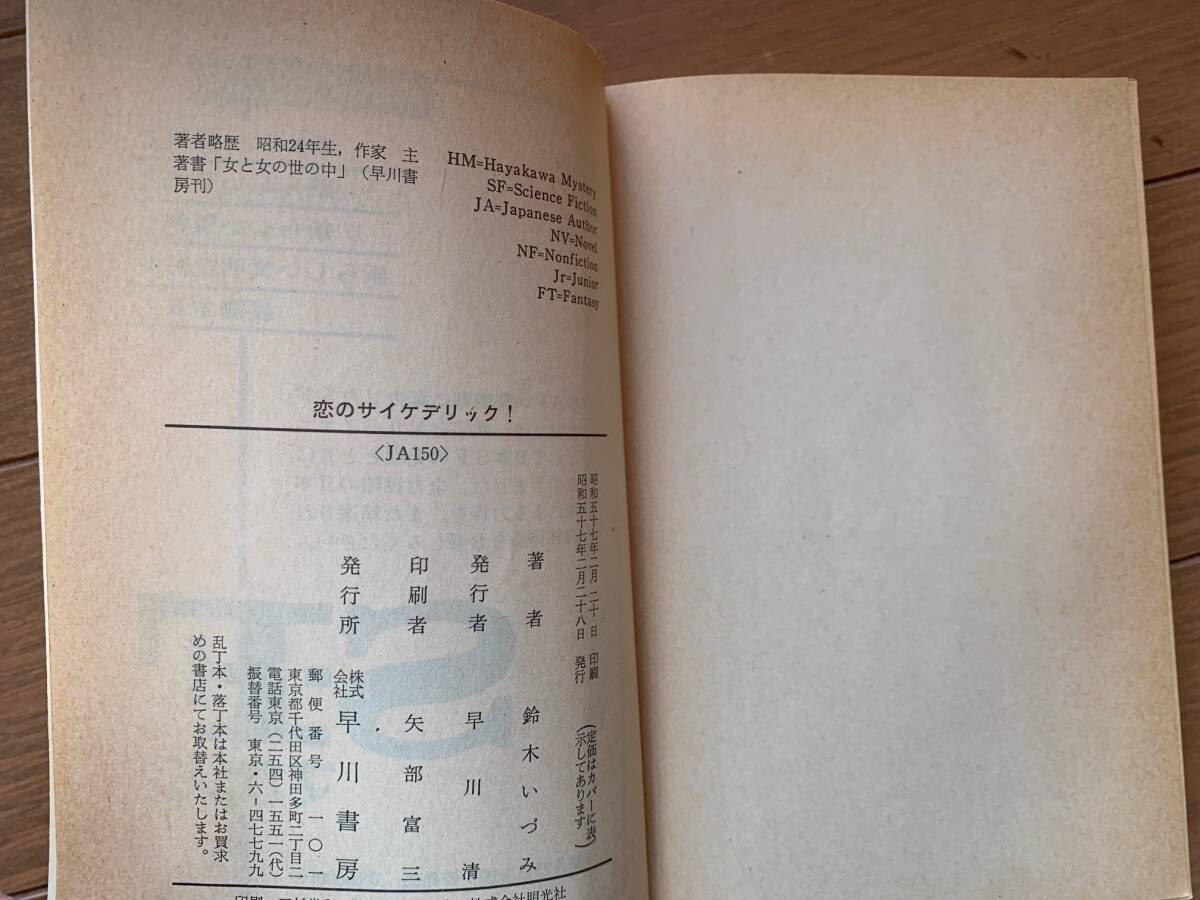 著者略歴 昭和24年生，作家 主
著書「女と女の世の中」（早川書
房刊）
HM=Hayakawa Mystery
SF=Science Fiction
JA=Japanese Author
NV=Novel
NF=Nonfiction
Jr=Junior
FT=Fantasy
恋のサイケデリック！
〈JA150〉
昭和五十七年二月二十日 印刷
昭和五十七年二月二十八日 発行
（定価はカバーに表
示してあります）
著者 鈴木いづみ
発行者 早川清
印刷者 矢部富三
発行所 株式会社 早川書房
郵便番号 一〇一
東京都千代田区神田多町二丁目二
電話東京（二五四）一五五一（代）
振替番号 東京・六-四七七九九
乱丁本・落丁本は本社またはお買求
めの書店にてお取替えいたします。
株式会社明光社